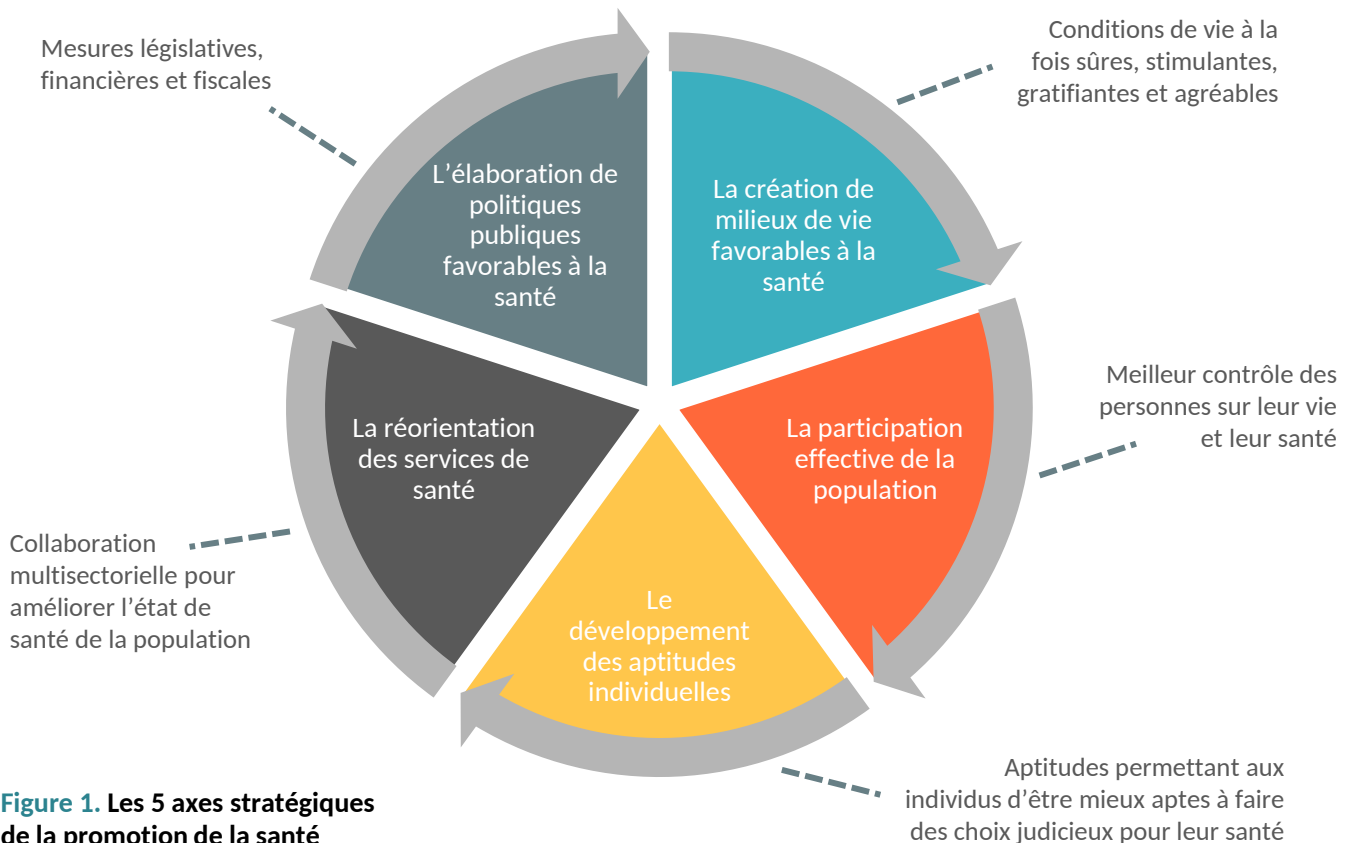 Mesures législatives,
financières et fiscales
Conditions de vie à la
fois sûres, stimulantes,
gratifiantes et agréables
L’élaboration de
politiques
publiques
favorables à la
santé
La création de
milieux de vie
favorables à la
santé
Meilleur contrôle des
personnes sur leur vie
et leur santé
La réorientation
des services de
santé
La participation
effective de la
population
Collaboration
multisectorielle pour
améliorer l’état de
santé de la population
Le
développement
des aptitudes
individuelles
Aptitudes permettant aux
individus d’être mieux aptes à faire
des choix judicieux pour leur santé
Figure 1. Les 5 axes stratégiques
de la promotion de la santé